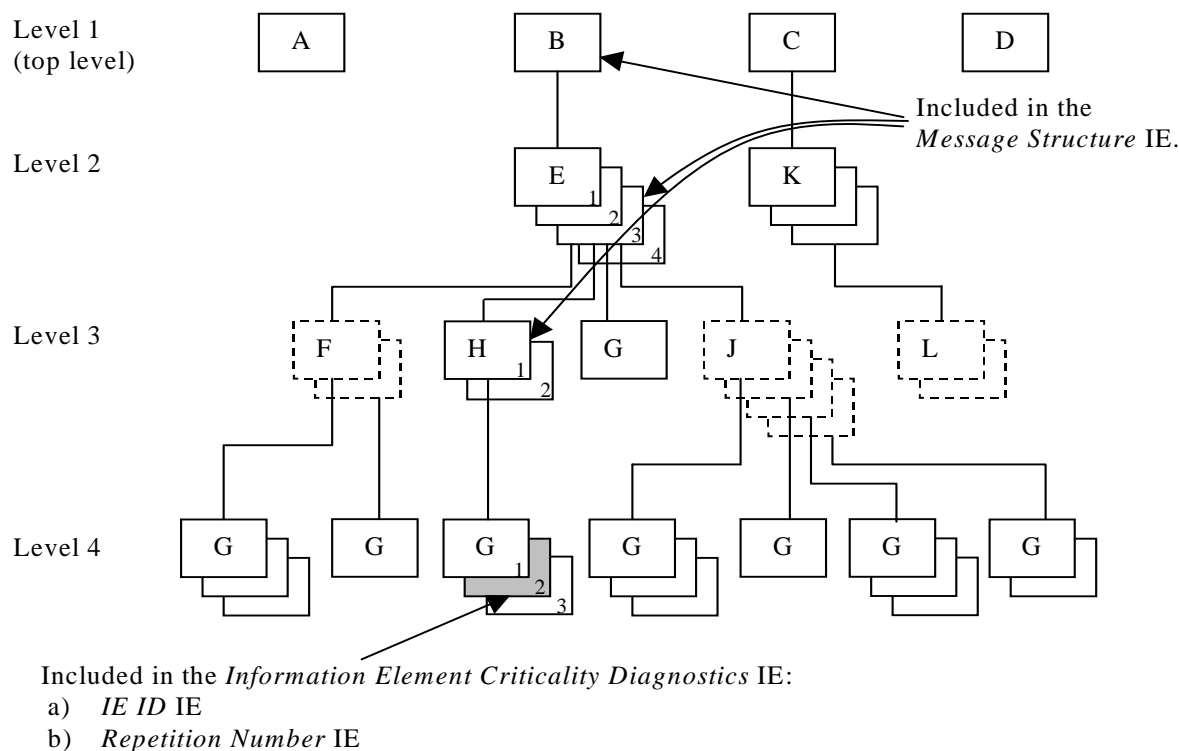 Level 1
(top level)
A
B
C
D
Included in the
Message Structure IE.
Level 2
E
1
2
3
4
K
Level 3
F
H
1
2
G
J
L
Level 4
G
G
G
1
2
3
G
G
G
G
Included in the Information Element Criticality Diagnostics IE:
a) IE ID IE
b) Repetition Number IE